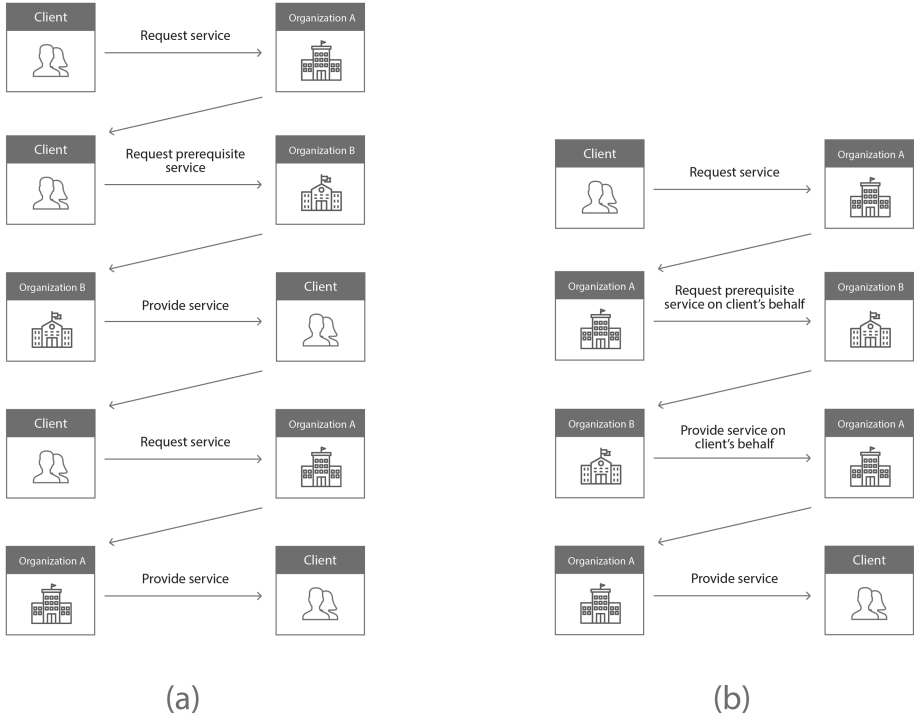 Client
Request service
Organization A
Client
Request prerequisite
service
Organization B
Organization B
Provide service
Client
Client
Request service
Organization A
Organization A
Provide service
Client
(a)
Client
Request service
Organization A
Organization A
Request prerequisite
service on client's behalf
Organization B
Organization B
Provide service on
client's behalf
Organization A
Organization A
Provide service
Client
(b)